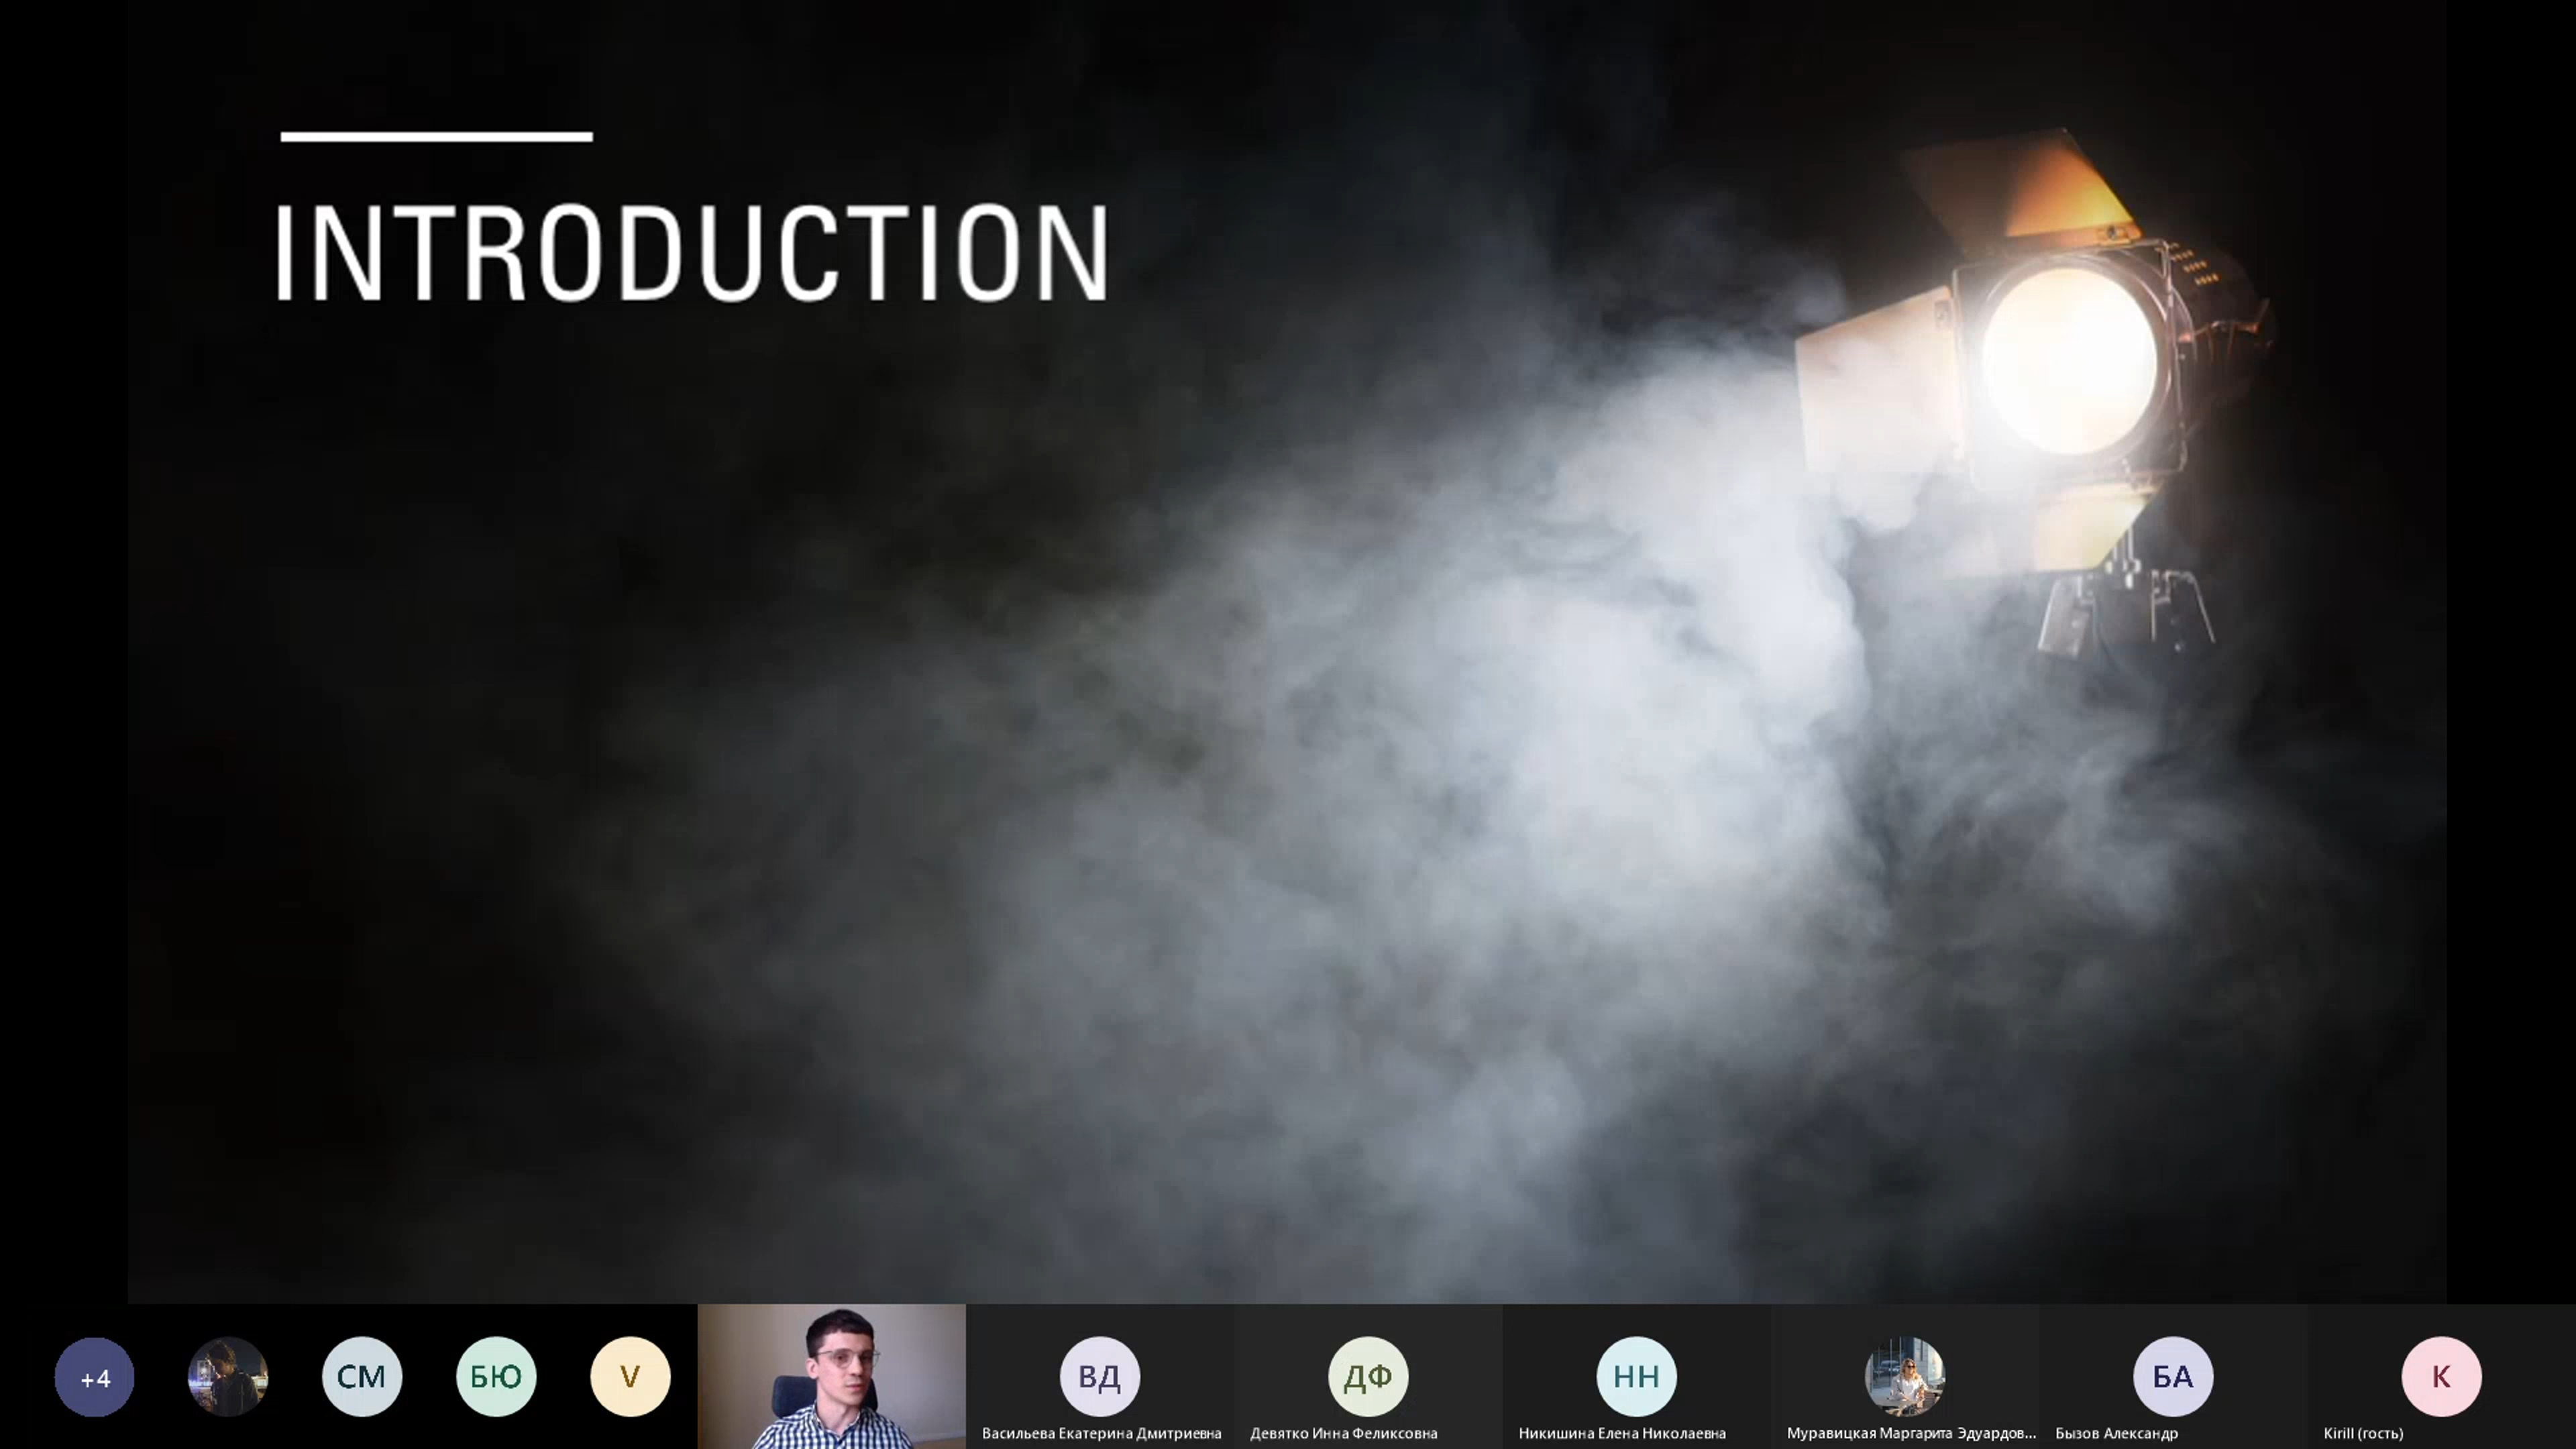 INTRODUCTION
+4
СМ
БЮ
V
ВД
ДФ
НН
БА
К
Васильева Екатерина Дмитриевна
Девятко Инна Феликсовна
Никишина Елена Николаевна
Муравицкая Маргарита Эдуардов...
Бызов Александр
Kirill (гость)